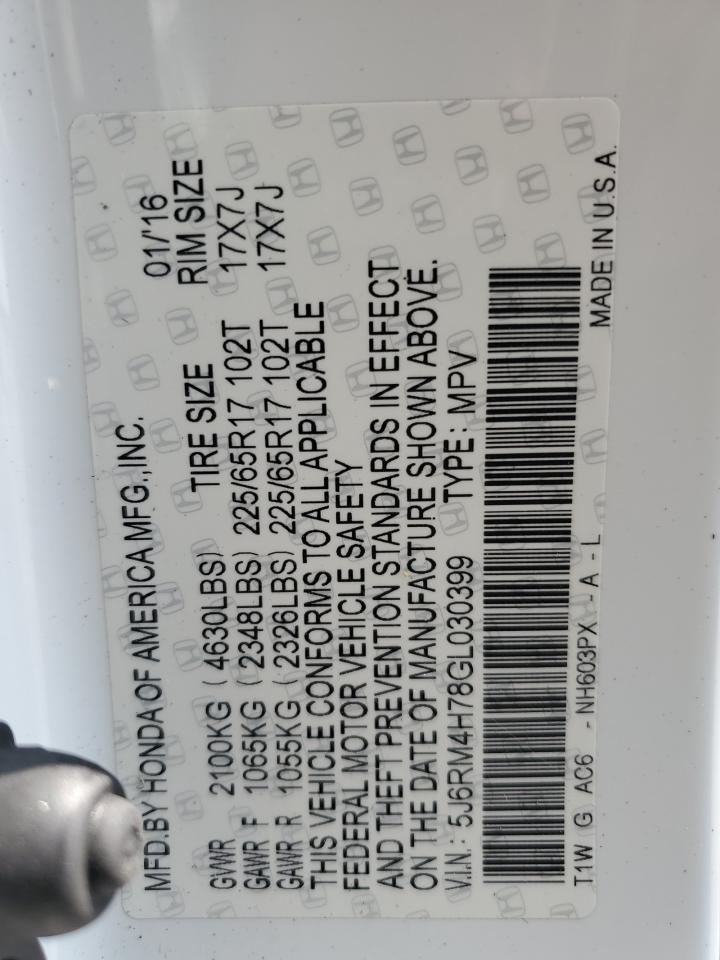 MFD.BY HONDA OF AMERICA MFG.,INC. 01/'16
TIRE SIZE RIM SIZE
GVWR 2100KG (4630LBS)
GAWR F 1065KG (2348LBS) 225/65R17 102T 17X7J
GAWR R 1055KG (2326LBS) 225/65R17 102T 17X7J
THIS VEHICLE CONFORMS TO ALL APPLICABLE
FEDERAL MOTOR VEHICLE SAFETY
AND THEFT PREVENTION STANDARDS IN EFFECT
ON THE DATE OF MANUFACTURE SHOWN ABOVE.
V.I.N.: 5J6RM4H78GL030399 TYPE: MPV
T1W G AC6 - NH603PX - A - L MADE IN U.S.A.